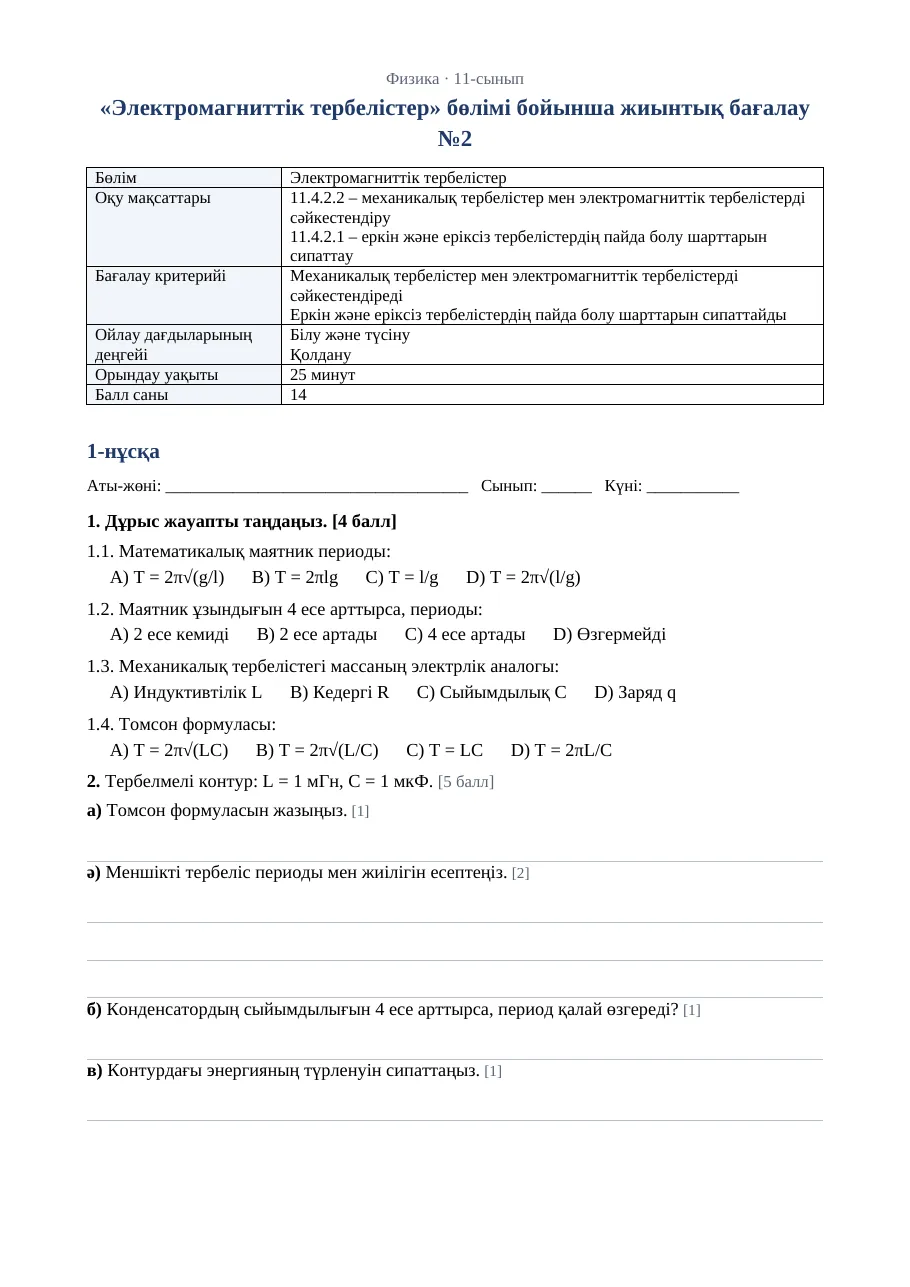 Физика · 11-сынып
«Электромагниттік тербелістер» бөлімі бойынша жиынтық бағалау
№2
Бөлім Электромагниттік тербелістер
Оқу мақсаттары 11.4.2.2 – механикалық тербелістер мен электромагниттік тербелістерді
сәйкестендіру
11.4.2.1 – еркін және еріксіз тербелістердің пайда болу шарттарын
сипаттау
Бағалау критерийі Механикалық тербелістер мен электромагниттік тербелістерді
сәйкестендіреді
Еркін және еріксіз тербелістердің пайда болу шарттарын сипаттайды
Ойлау дағдыларының Білу және түсіну
деңгейі Қолдану
Орындау уақыты 25 минут
Балл саны 14
1-нұсқа
Аты-жөні: ____________________________________ Сынып: ______ Күні: ___________
1. Дұрыс жауапты таңдаңыз. [4 балл]
1.1. Математикалық маятник периоды:
A) T = 2π√(g/l) B) T = 2πlg C) T = l/g D) T = 2π√(l/g)
1.2. Маятник ұзындығын 4 есе арттырса, периоды:
A) 2 есе кемиді B) 2 есе артады C) 4 есе артады D) Өзгермейді
1.3. Механикалық тербелістегі массаның электрлік аналогы:
A) Индуктивтілік L B) Кедергі R C) Сыйымдылық C D) Заряд q
1.4. Томсон формуласы:
A) T = 2π√(LC) B) T = 2π√(L/C) C) T = LC D) T = 2πL/C
2. Тербелмелі контур: L = 1 мГн, C = 1 мкФ. [5 балл]
а) Томсон формуласын жазыңыз. [1]
ә) Меншікті тербеліс периоды мен жиілігін есептеңіз. [2]
б) Конденсатордың сыйымдылығын 4 есе арттырса, период қалай өзгереді? [1]
в) Контурдағы энергияның түрленуін сипаттаңыз. [1]